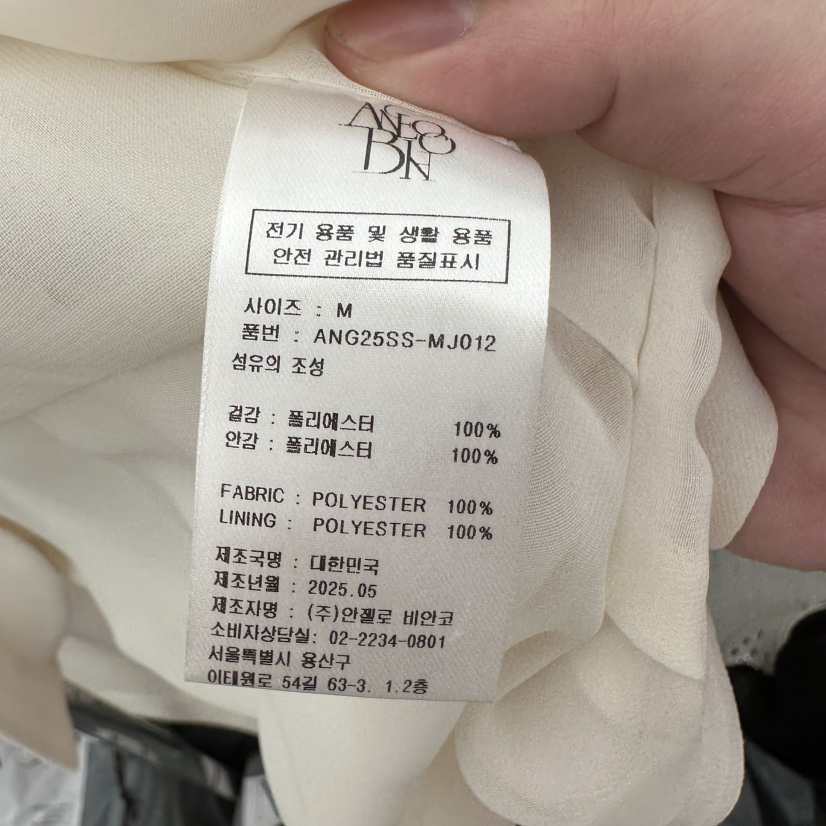 전기 용품 및 생활 용품
안전 관리법 품질표시
사이즈 : M
품번 : ANG25SS-MJ012
섬유의 조성
겉감 : 폴리에스터 100%
안감 : 폴리에스터 100%
FABRIC : POLYESTER 100%
LINING : POLYESTER 100%
제조국명 : 대한민국
제조년월 : 2025.05
제조자명 : (주)안젤로 비안코
소비자상담실: 02-2234-0801
서울특별시 용산구
이태원로 54길 63-3. 1.2층